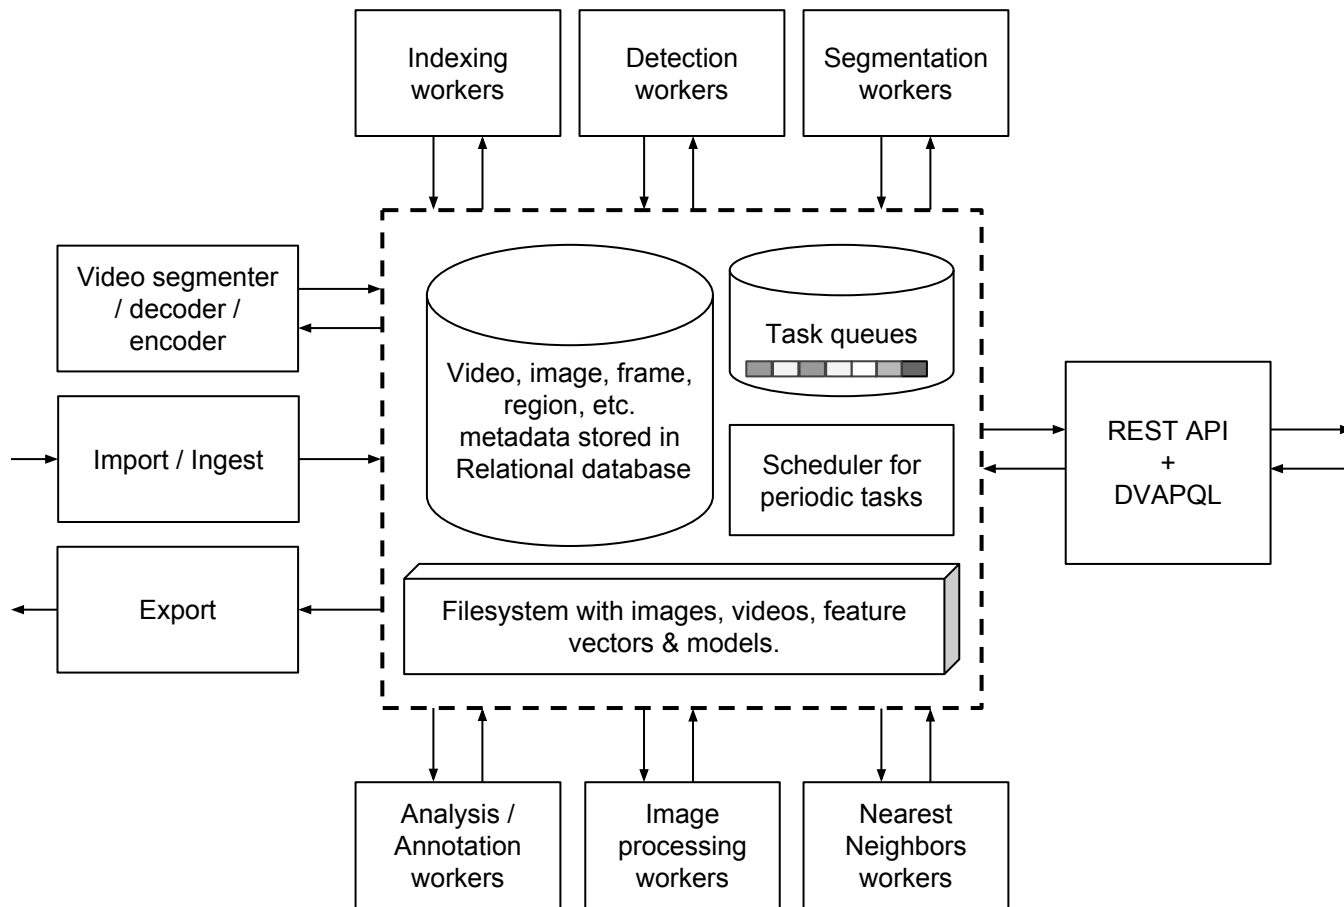 Indexing
workers
Detection
workers
Segmentation
workers
Video segmenter
/ decoder /
encoder
Import / Ingest
Export
Video, image, frame,
region, etc.
metadata stored in
Relational database
Task queues
Scheduler for
periodic tasks
Filesystem with images, videos, feature
vectors & models.
REST API
+
DVAPQL
Analysis /
Annotation
workers
Image
processing
workers
Nearest
Neighbors
workers